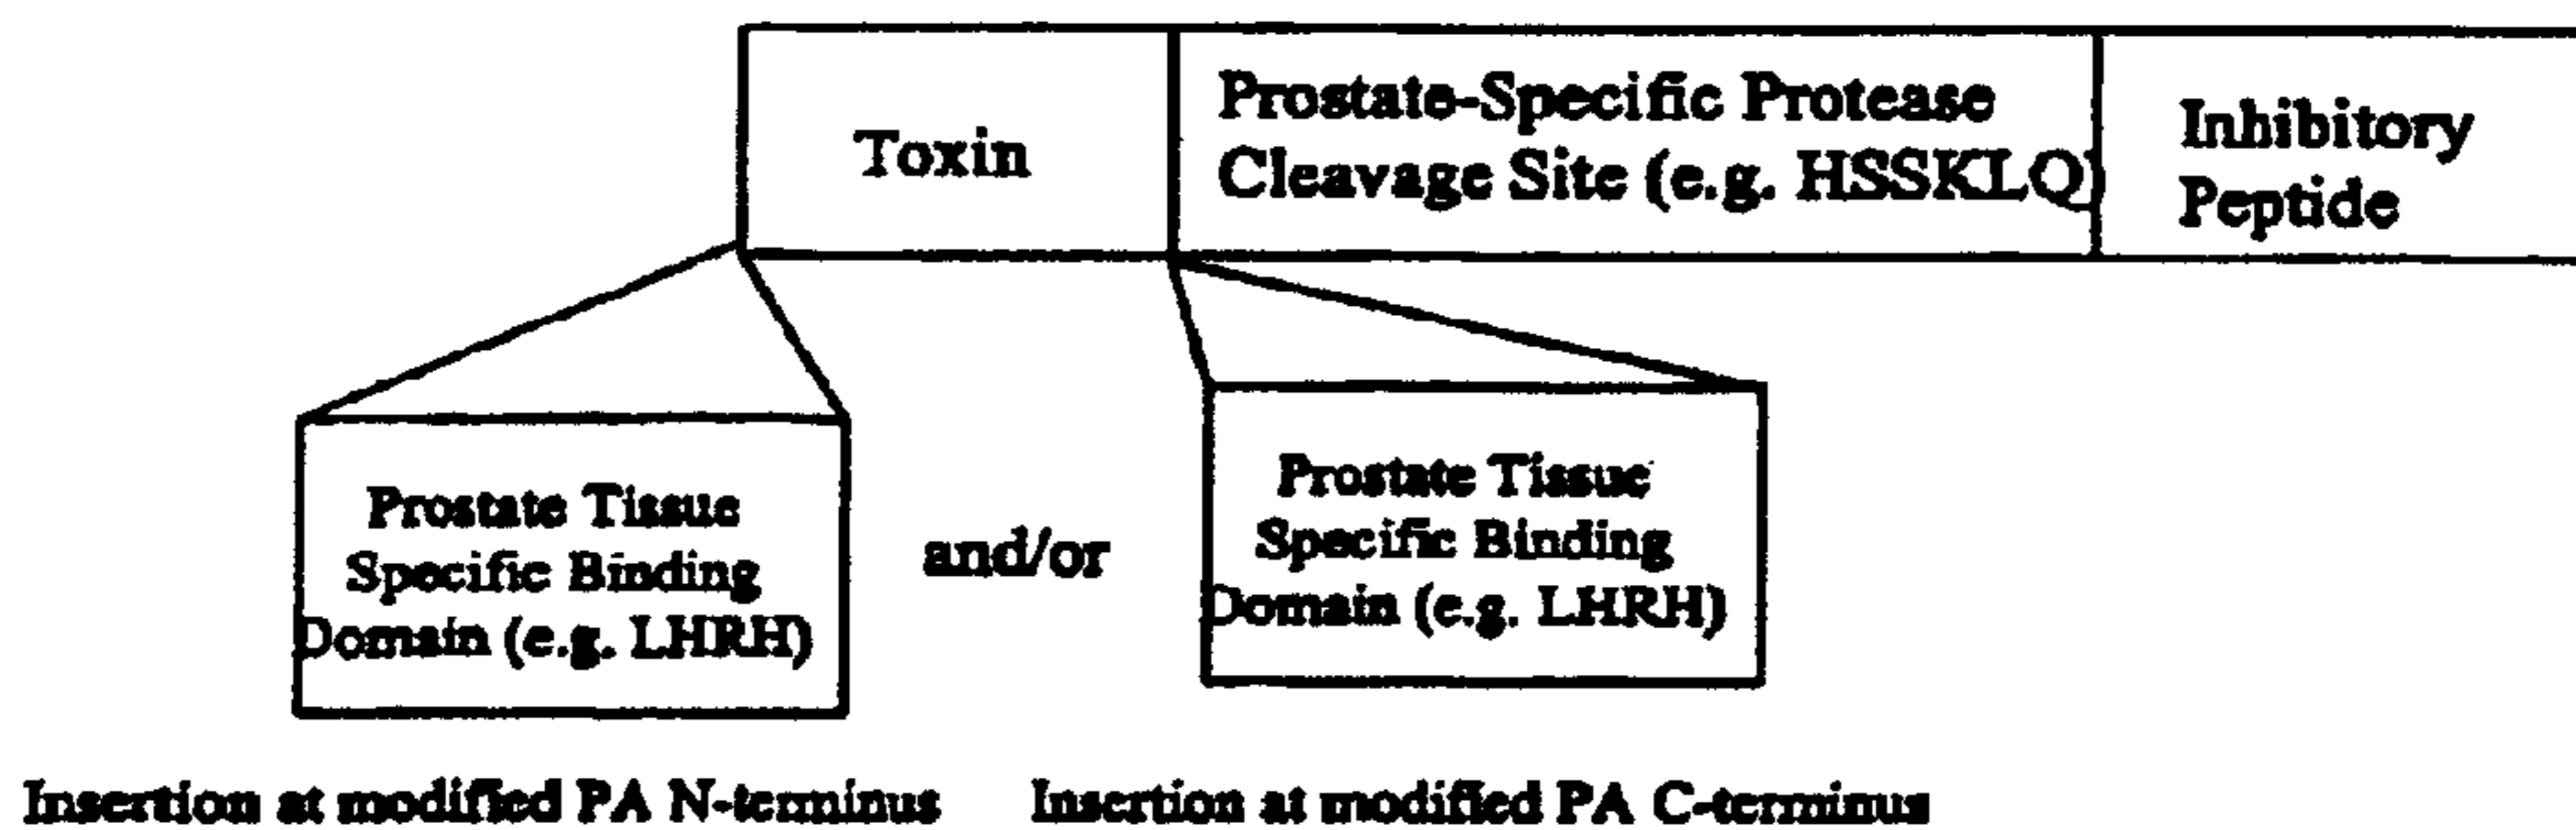 Toxin
Prostate-Specific Protease
Cleavage Site (e.g. HSSKLQ)
Inhibitory
Peptide
Prostate Tissue
Specific Binding
Domain (e.g. LHRH)
and/or
Prostate Tissue
Specific Binding
Domain (e.g. LHRH)
Insertion at modified PA N-terminus
Insertion at modified PA C-terminus